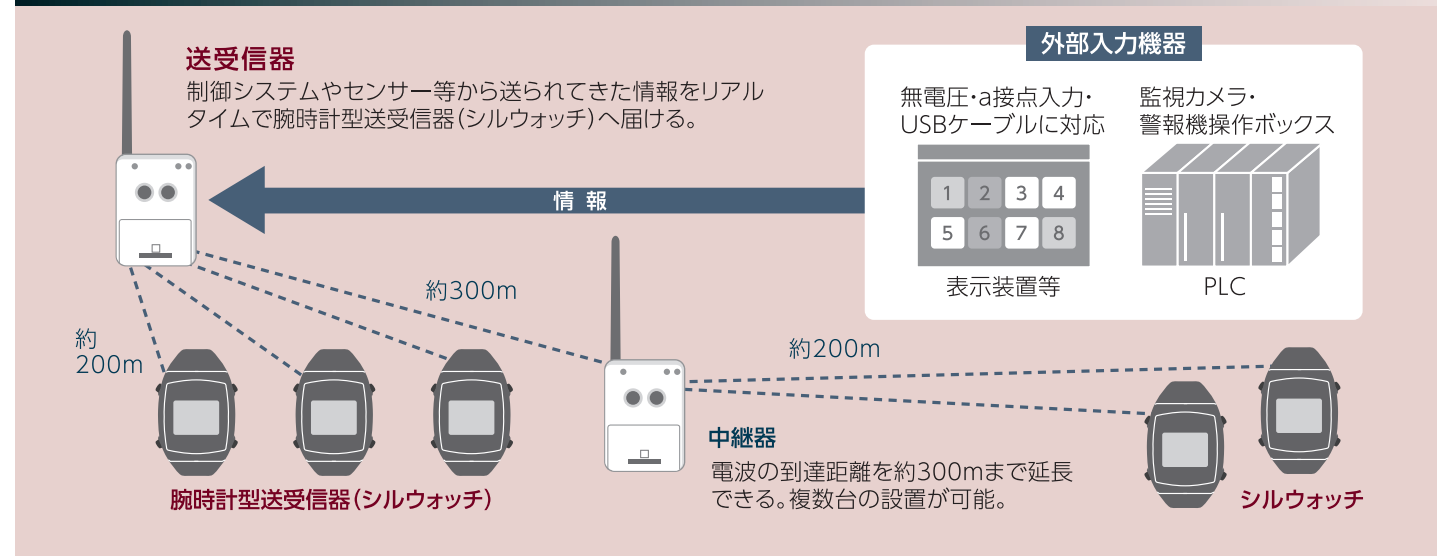 送受信器
制御システムやセンサー等から送られてきた情報をリアル
タイムで腕時計型送受信器(シルウォッチ)へ届ける。
外部入力機器
無電圧・a接点入力・
USBケーブルに対応
1 2 3 4
5 6 7 8
表示装置等
監視カメラ・
警報機操作ボックス
PLC
情報
約300m
約
200m
腕時計型送受信器(シルウォッチ)
中継器
電波の到達距離を約300mまで延長
できる。複数台の設置が可能。
約200m
シルウォッチ